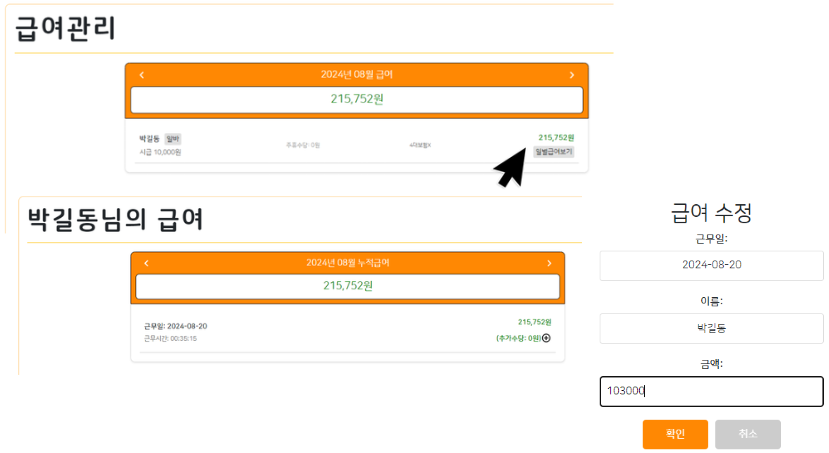 급여관리
2024년 08월 급여
215,752원
박길동 알바
215,752원
시급 10,000원
주휴수당: 0원
4대보험X
일별급여보기
박길동님의 급여
2024년 08월 누적급여
215,752원
근무일: 2024-08-20
215,752원
근무시간: 00:35:15
(추가수당: 0원)
급여 수정
근무일:
2024-08-20
이름:
박길동
금액:
103000
확인
취소